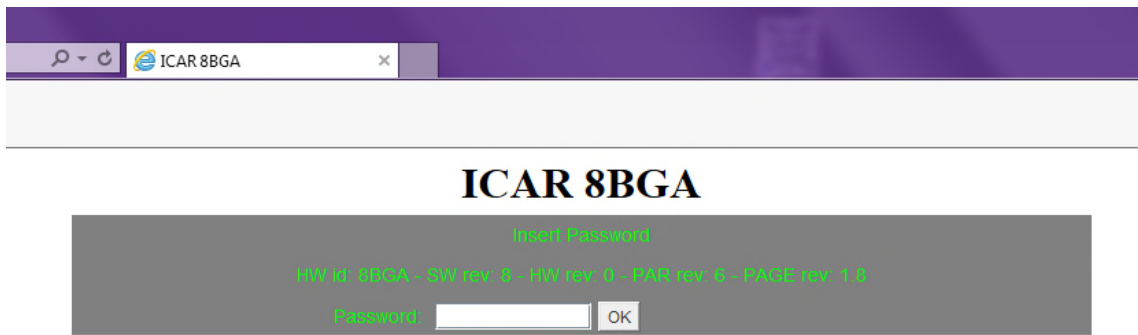 ICAR 8BGA
ICAR 8BGA
Insert Password
HW id: 8BGA - SW rev: 8 - HW rev: 0 - PAR rev: 6 - PAGE rev: 1.8
Password: OK